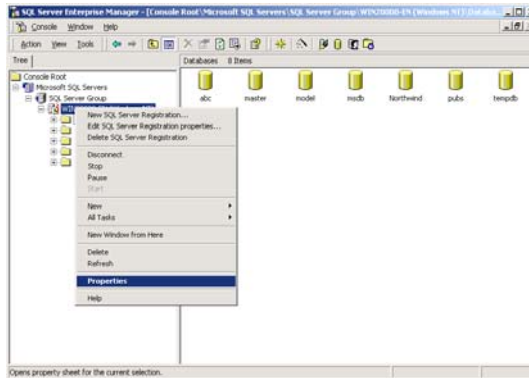 SQL Server Enterprise Manager - [Console Root\Microsoft SQL Servers\SQL Server Group\WIN2000D-EN (Windows NT)\Databa...
Console Window Help
Action View Tools
Tree
Databases 8 Items
Console Root
Microsoft SQL Servers
SQL Server Group
abc master model msdb Northwind pubs tempdb
New SQL Server Registration...
Edit SQL Server Registration properties...
Delete SQL Server Registration
Disconnect
Stop
Pause
Start
New
All Tasks
New Window from Here
Delete
Refresh
Properties
Help
Opens property sheet for the current selection.